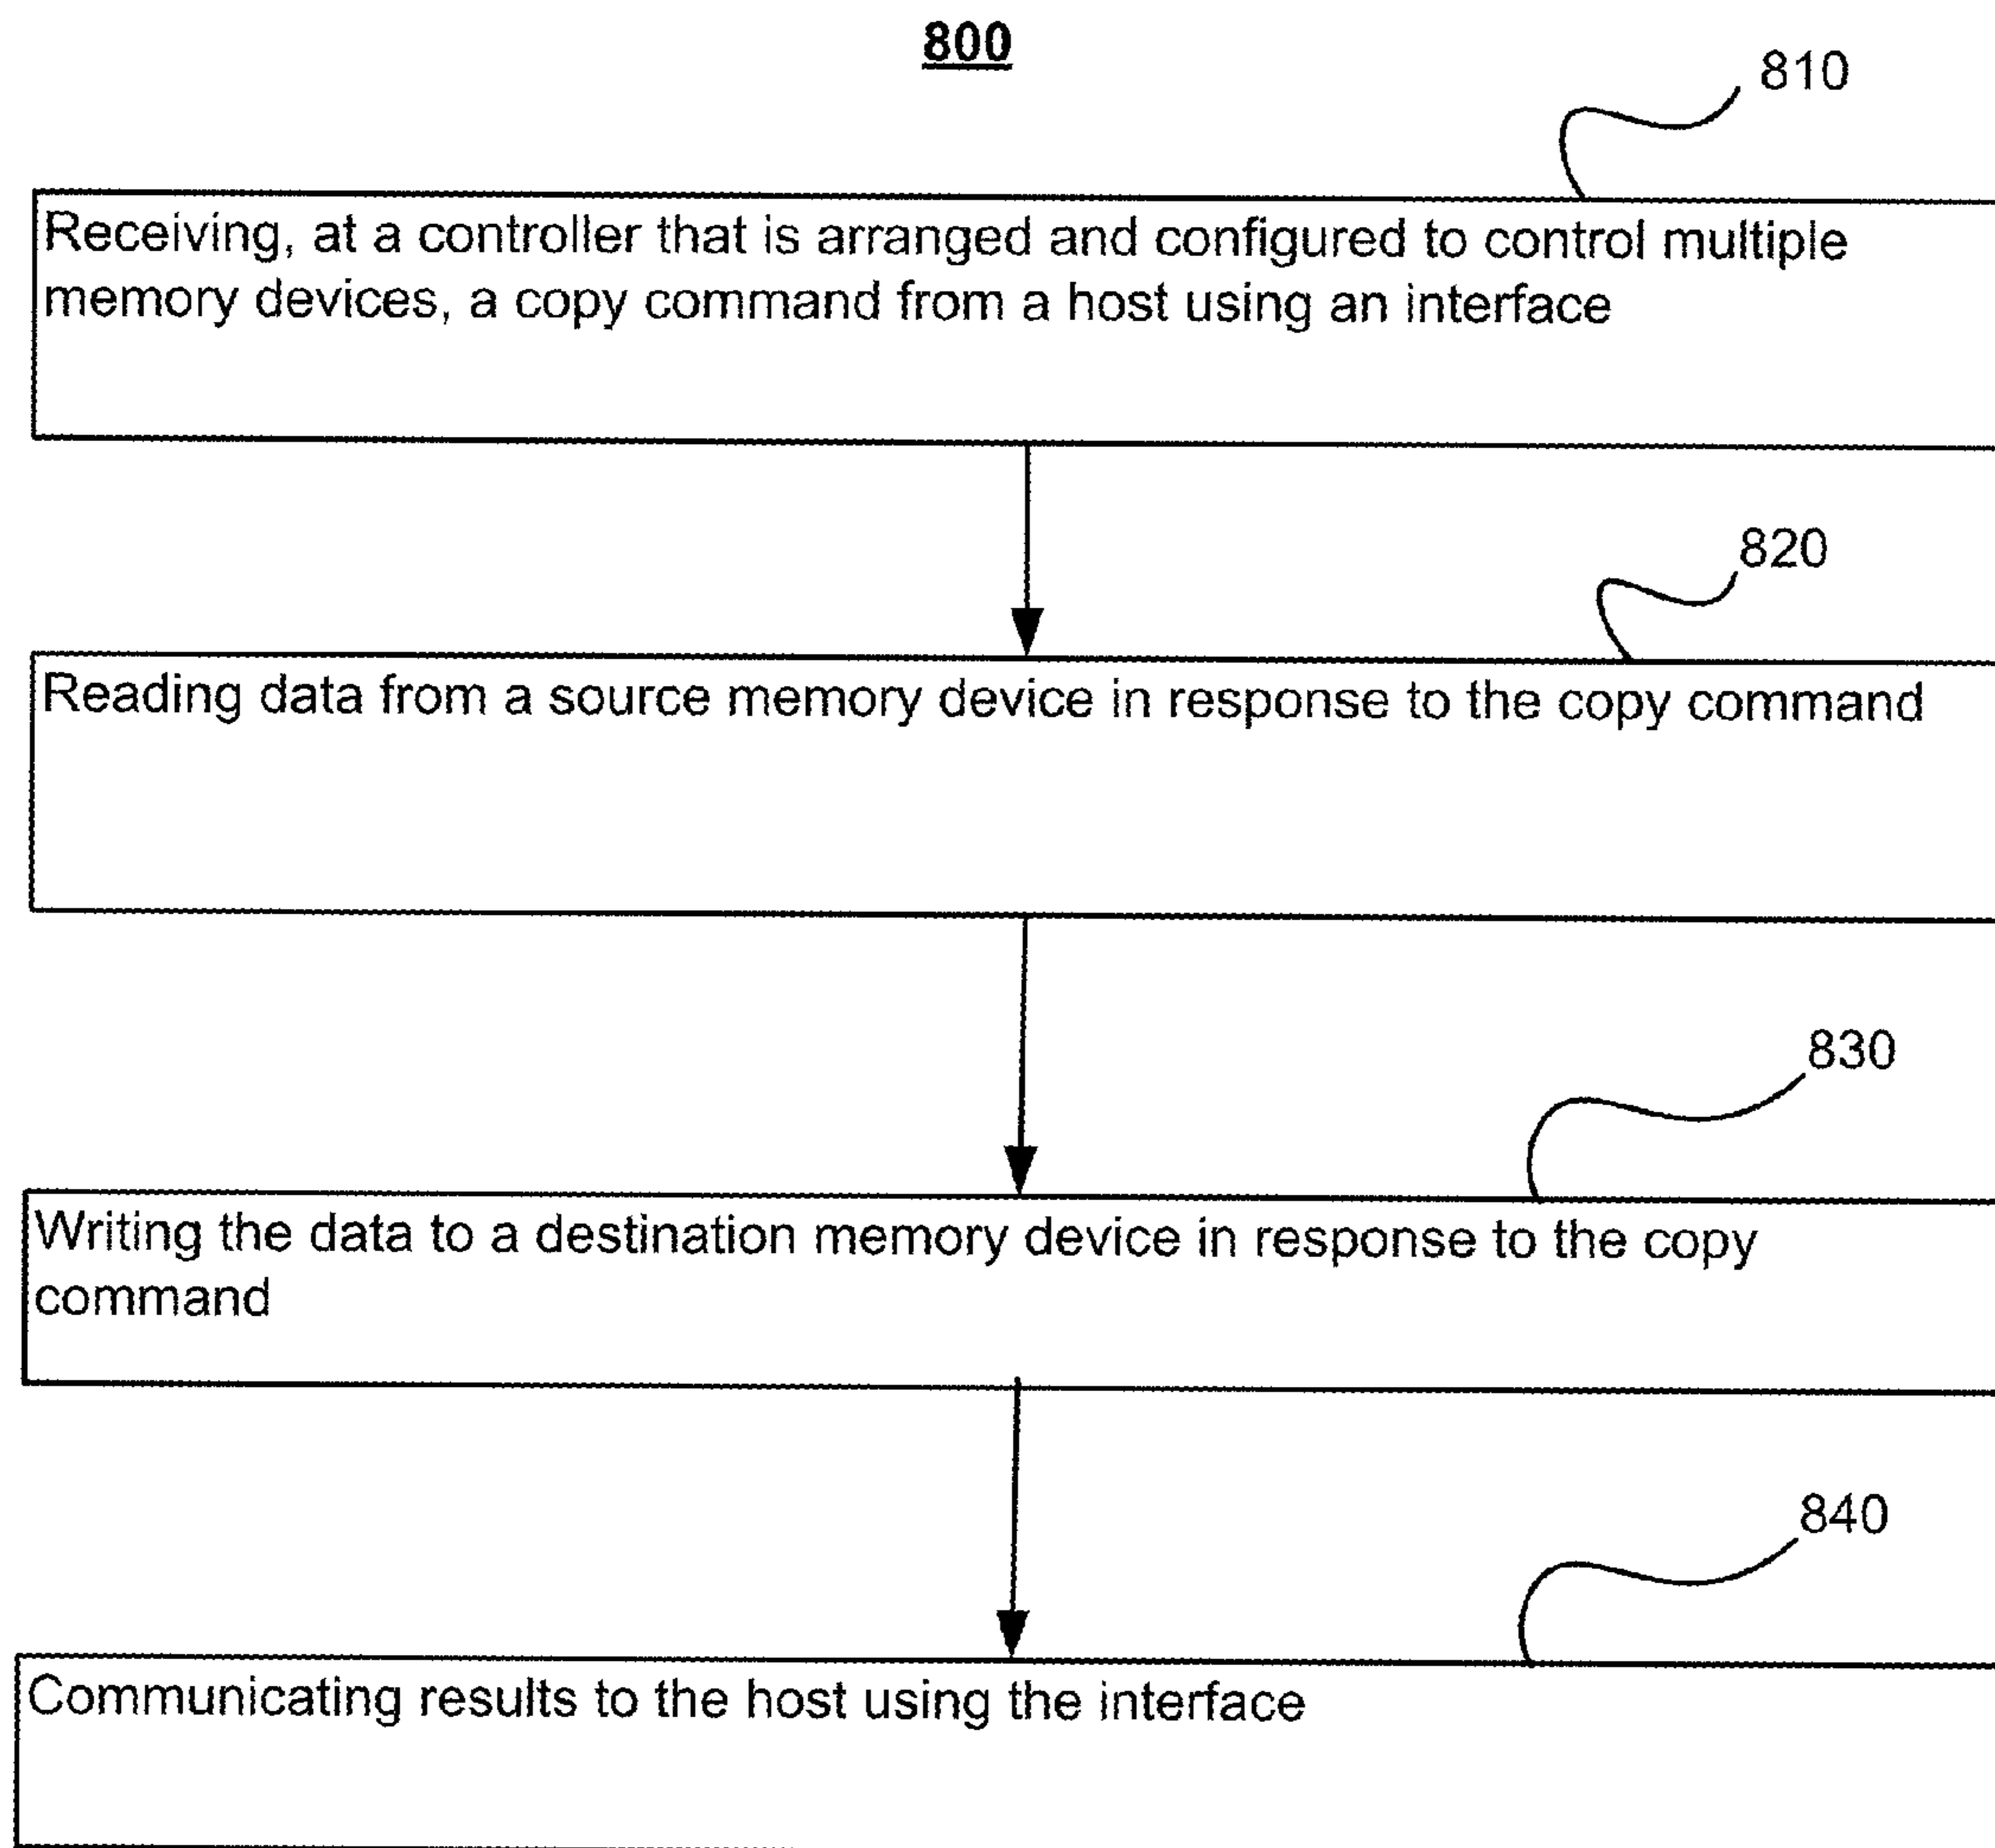 800
810
Receiving, at a controller that is arranged and configured to control multiple
memory devices, a copy command from a host using an interface
820
Reading data from a source memory device in response to the copy command
830
Writing the data to a destination memory device in response to the copy
command
840
Communicating results to the host using the interface